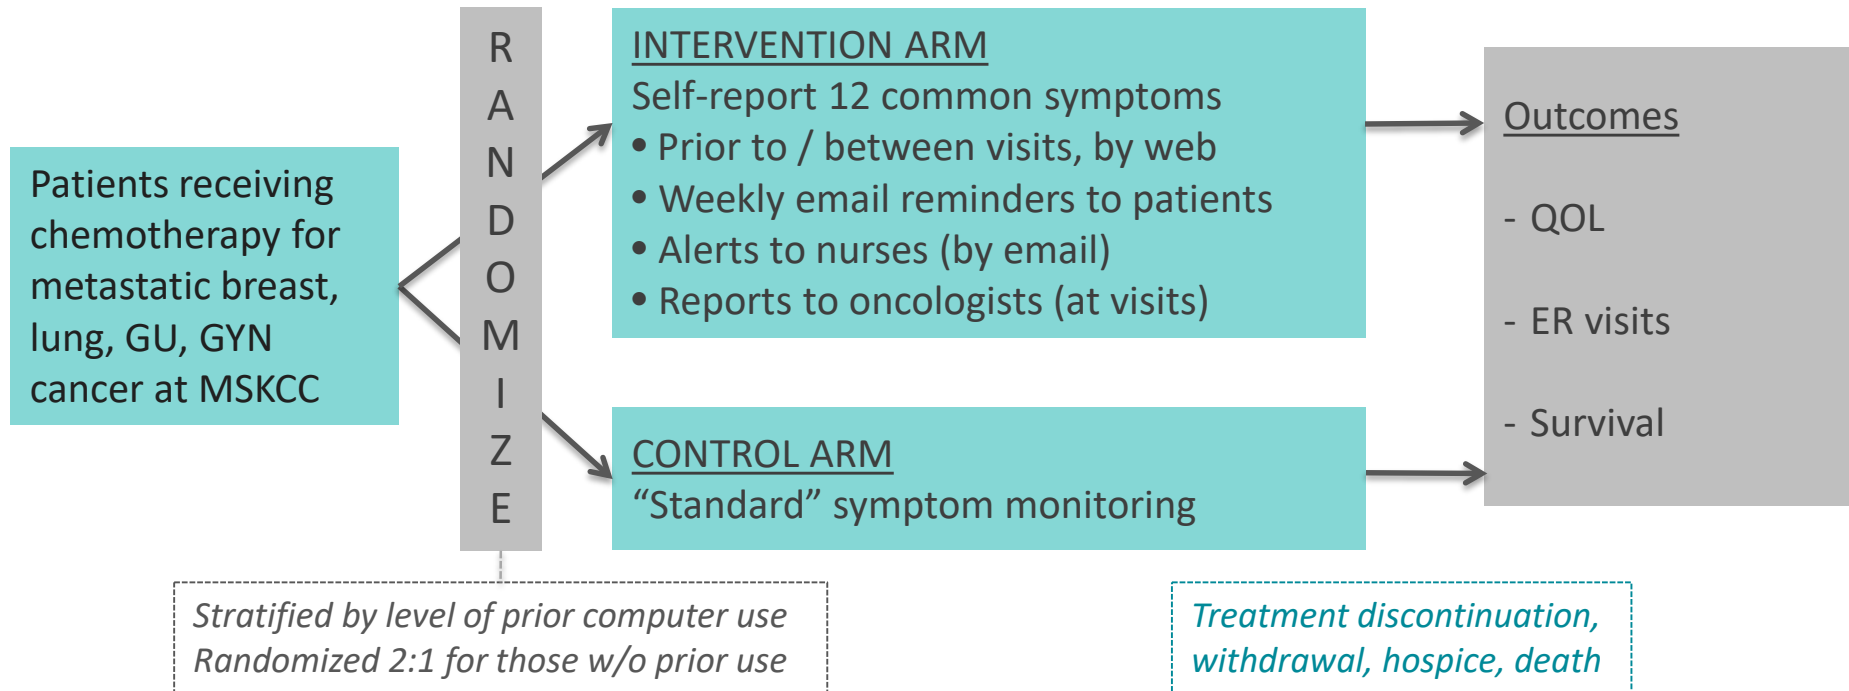 Patients receiving
chemotherapy for
metastatic breast,
lung, GU, GYN
cancer at MSKCC
R
A
N
D
O
M
I
Z
E
INTERVENTION ARM
Self-report 12 common symptoms
• Prior to / between visits, by web
• Weekly email reminders to patients
• Alerts to nurses (by email)
• Reports to oncologists (at visits)
CONTROL ARM
“Standard” symptom monitoring
Outcomes
- QOL
- ER visits
- Survival
Stratified by level of prior computer use
Randomized 2:1 for those w/o prior use
Treatment discontinuation,
withdrawal, hospice, death